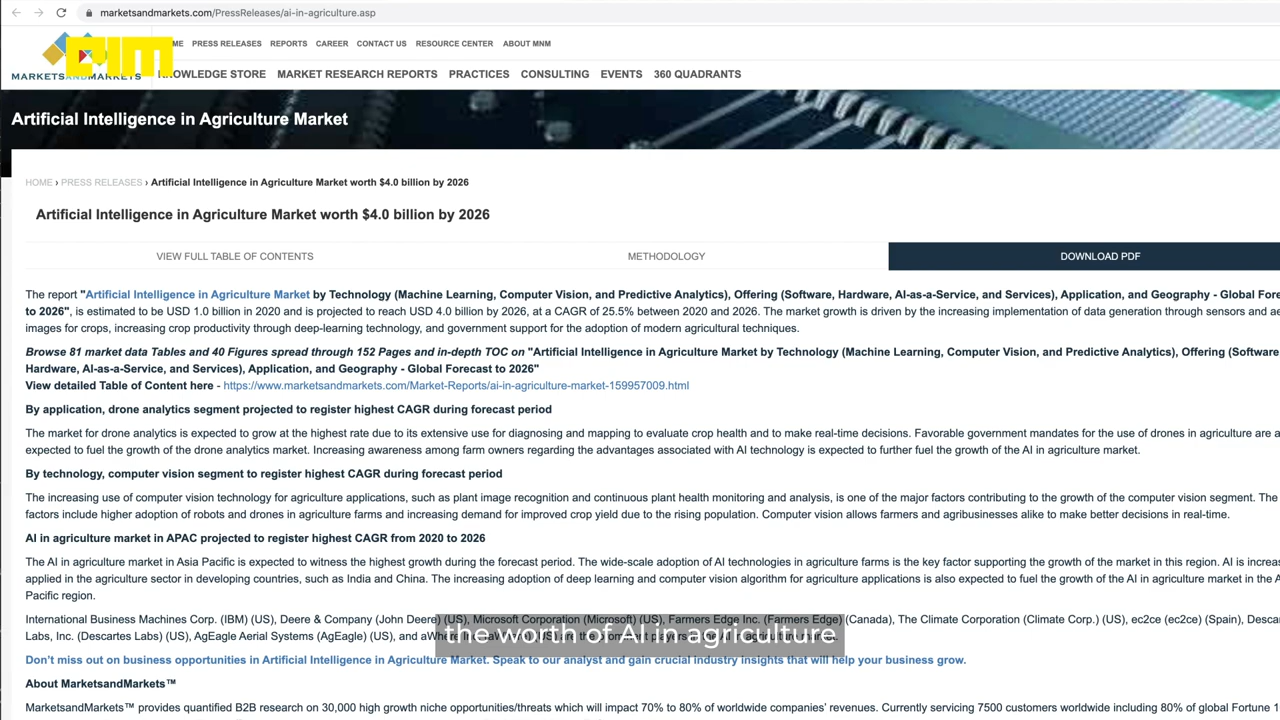 marketsandmarkets.com/PressReleases/ai-in-agriculture.asp
PRESS RELEASES REPORTS CAREER CONTACT US RESOURCE CENTER ABOUT MNM
aim
MARKETSANDMARKETS
KNOWLEDGE STORE MARKET RESEARCH REPORTS PRACTICES CONSULTING EVENTS 360 QUADRANTS
Artificial Intelligence in Agriculture Market
HOME › PRESS RELEASES › Artificial Intelligence in Agriculture Market worth $4.0 billion by 2026
Artificial Intelligence in Agriculture Market worth $4.0 billion by 2026
VIEW FULL TABLE OF CONTENTS METHODOLOGY DOWNLOAD PDF
The report "Artificial Intelligence in Agriculture Market by Technology (Machine Learning, Computer Vision, and Predictive Analytics), Offering (Software, Hardware, AI-as-a-Service, and Services), Application, and Geography - Global
to 2026", is estimated to be USD 1.0 billion in 2020 and is projected to reach USD 4.0 billion by 2026, at a CAGR of 25.5% between 2020 and 2026. The market growth is driven by the increasing implementation of data generation through sensors and
images for crops, increasing crop productivity through deep-learning technology, and government support for the adoption of modern agricultural techniques.
Browse 81 market data Tables and 40 Figures spread through 152 Pages and in-depth TOC on "Artificial Intelligence in Agriculture Market by Technology (Machine Learning, Computer Vision, and Predictive Analytics), Offering (Software,
Hardware, AI-as-a-Service, and Services), Application, and Geography - Global Forecast to 2026"
View detailed Table of Content here - https://www.marketsandmarkets.com/Market-Reports/ai-in-agriculture-market-159957009.html
By application, drone analytics segment projected to register highest CAGR during forecast period
The market for drone analytics is expected to grow at the highest rate due to its extensive use for diagnosing and mapping to evaluate crop health and to make real-time decisions. Favorable government mandates for the use of drones in agriculture are
expected to fuel the growth of the drone analytics market. Increasing awareness among farm owners regarding the advantages associated with AI technology is expected to further fuel the growth of the AI in agriculture market.
By technology, computer vision segment to register highest CAGR during forecast period
The increasing use of computer vision technology for agriculture applications, such as plant image recognition and continuous plant health monitoring and analysis, is one of the major factors contributing to the growth of the computer vision segment. The
factors include higher adoption of robots and drones in agriculture farms and increasing demand for improved crop yield due to the rising population. Computer vision allows farmers and agribusinesses alike to make better decisions in real-time.
AI in agriculture market in APAC projected to register highest CAGR from 2020 to 2026
The AI in agriculture market in Asia Pacific is expected to witness the highest growth during the forecast period. The wide-scale adoption of AI technologies in agriculture farms is the key factor supporting the growth of the market in this region. AI is
applied in the agriculture sector in developing countries, such as India and China. The increasing adoption of deep learning and computer vision algorithm for agriculture applications is also expected to fuel the growth of the AI in agriculture market in the
Pacific region.
International Business Machines Corp. (IBM) (US), Deere & Company (John Deere) (US), Microsoft Corporation (Microsoft) (US), Farmers Edge Inc. (Farmers Edge) (Canada), The Climate Corporation (Climate Corp.) (US), ec2ce (ec2ce) (Spain),
Labs, Inc. (Descartes Labs) (US), AgEagle Aerial Systems (AgEagle) (US), and
the worth of AI in agriculture
Don't miss out on business opportunities in Artificial Intelligence in Agriculture Market. Speak to our analyst and gain crucial industry insights that will help your business grow.
About MarketsandMarkets™
MarketsandMarkets™ provides quantified B2B research on 30,000 high growth niche opportunities/threats which will impact 70% to 80% of worldwide companies' revenues. Currently servicing 7500 customers worldwide including 80% of global Fortune